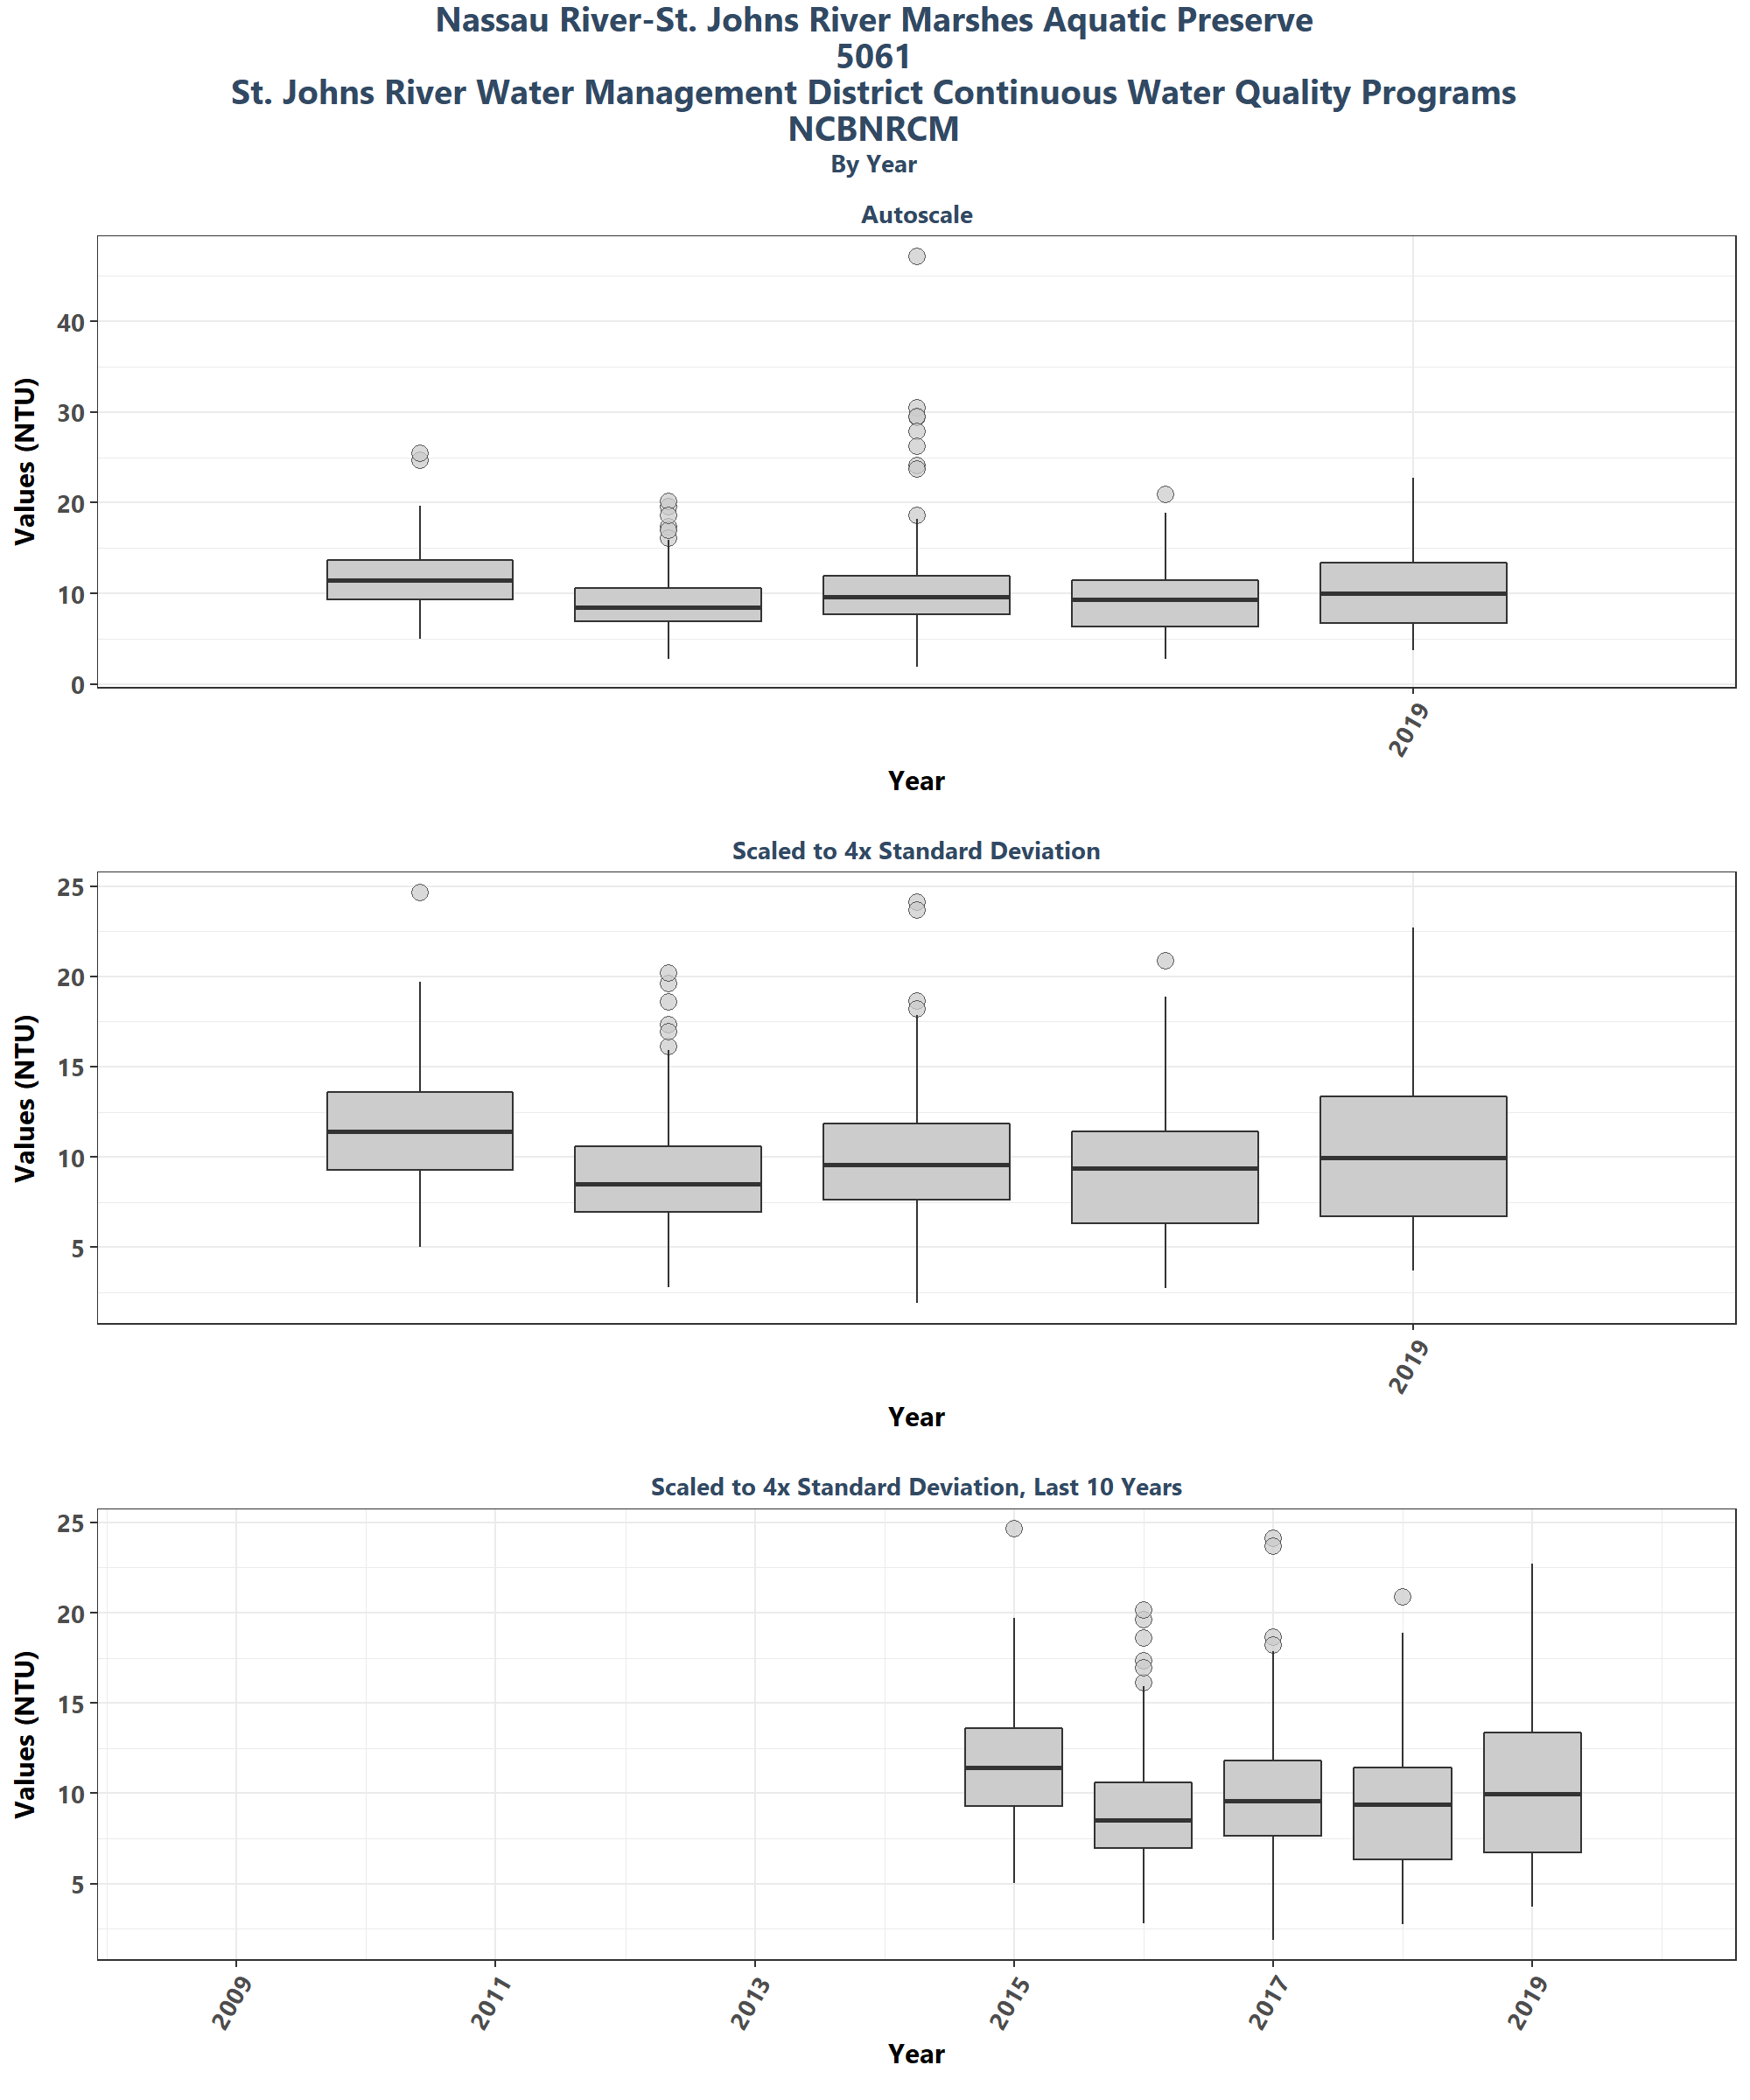 Nassau River-St. Johns River Marshes Aquatic Preserve
5061
St. Johns River Water Management District Continuous Water Quality Programs
NCBNRCM
By Year
Autoscale
Values (NTU)
40
30
20
10
0
2019
Year
Scaled to 4x Standard Deviation
Values (NTU)
25
20
15
10
5
2019
Year
Scaled to 4x Standard Deviation, Last 10 Years
Values (NTU)
25
20
15
10
5
2009 2011 2013 2015 2017 2019
Year